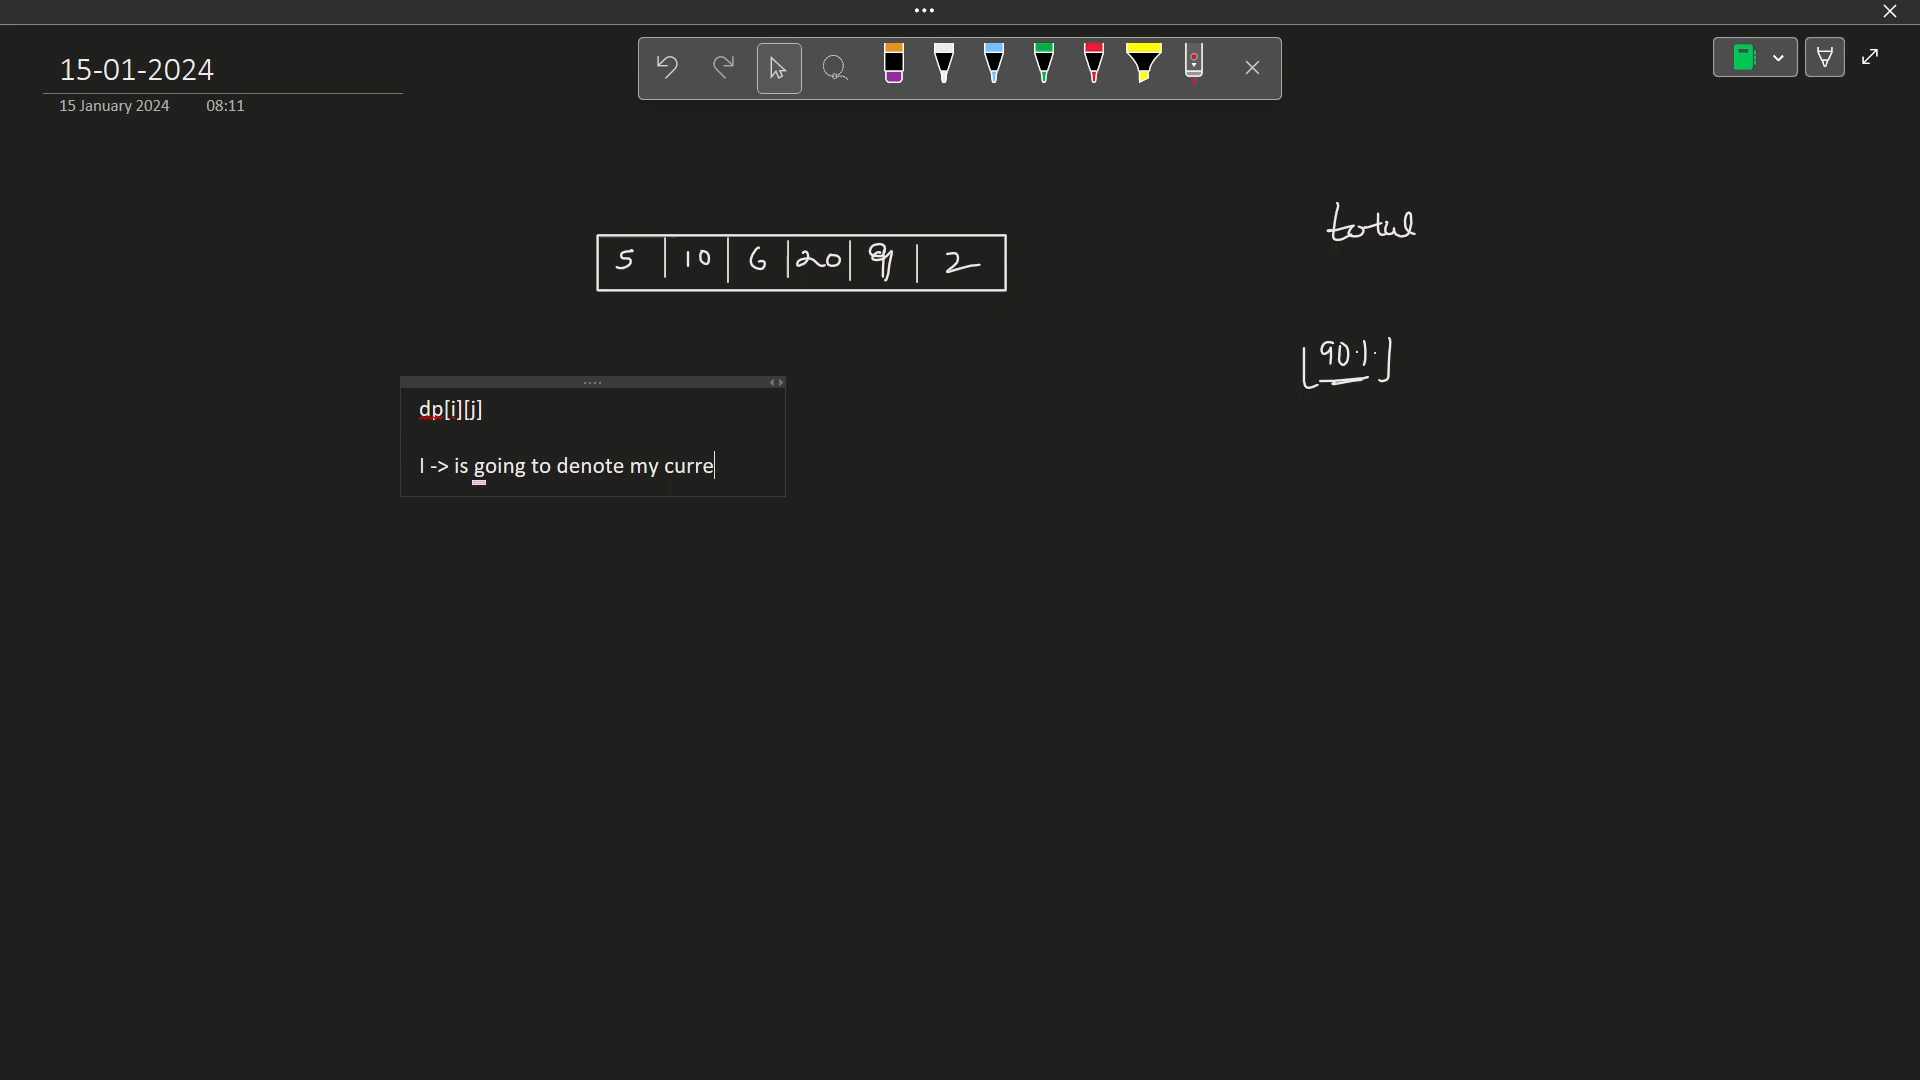 15-01-2024
15 January 2024 08:11
5 | 10 | 6 | 20 | 9 | 2
total
⌊90%⌋
dp[i][j]
I -> is going to denote my curre